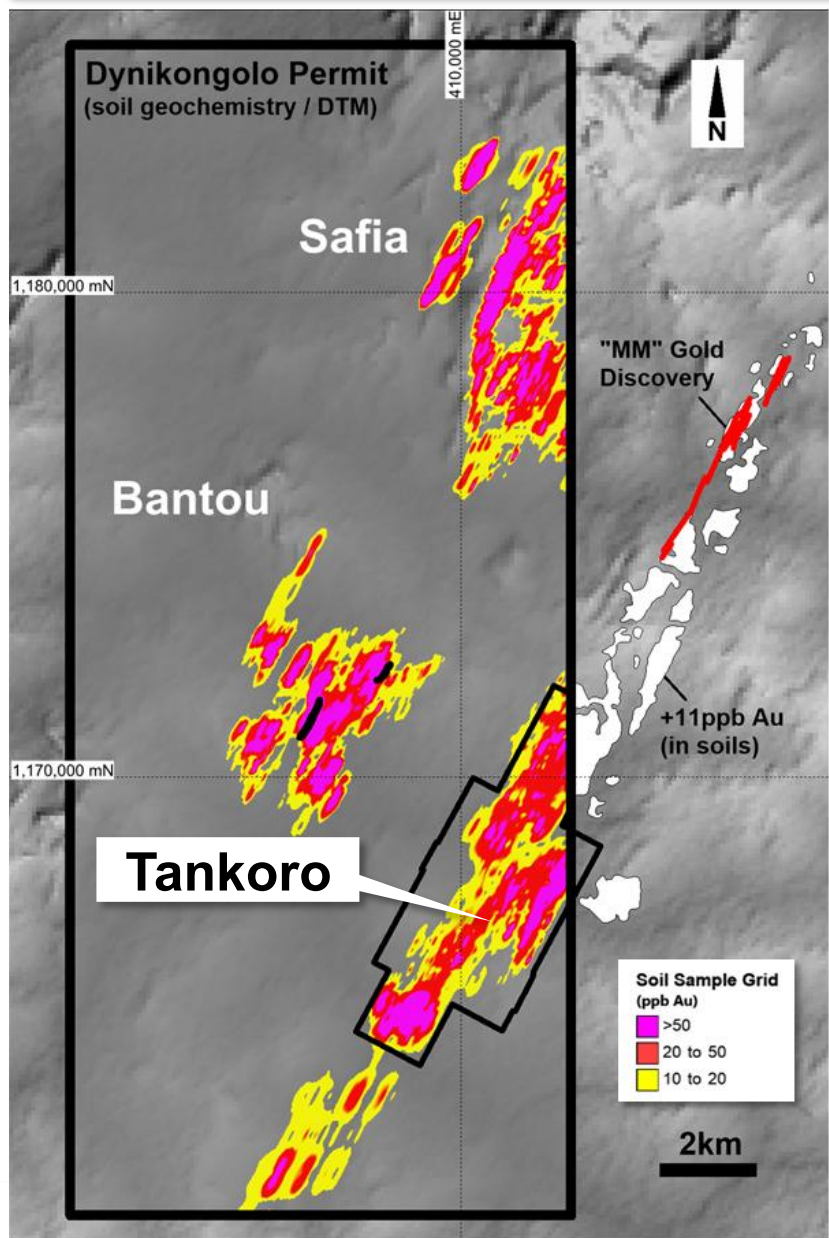 Dynikongolo Permit
(soil geochemistry / DTM)
410,000 mE
N
Safia
1,180,000 mN
"MM" Gold
Discovery
Bantou
+11ppb Au
(in soils)
1,170,000 mN
Tankoro
Soil Sample Grid
(ppb Au)
>50
20 to 50
10 to 20
2km